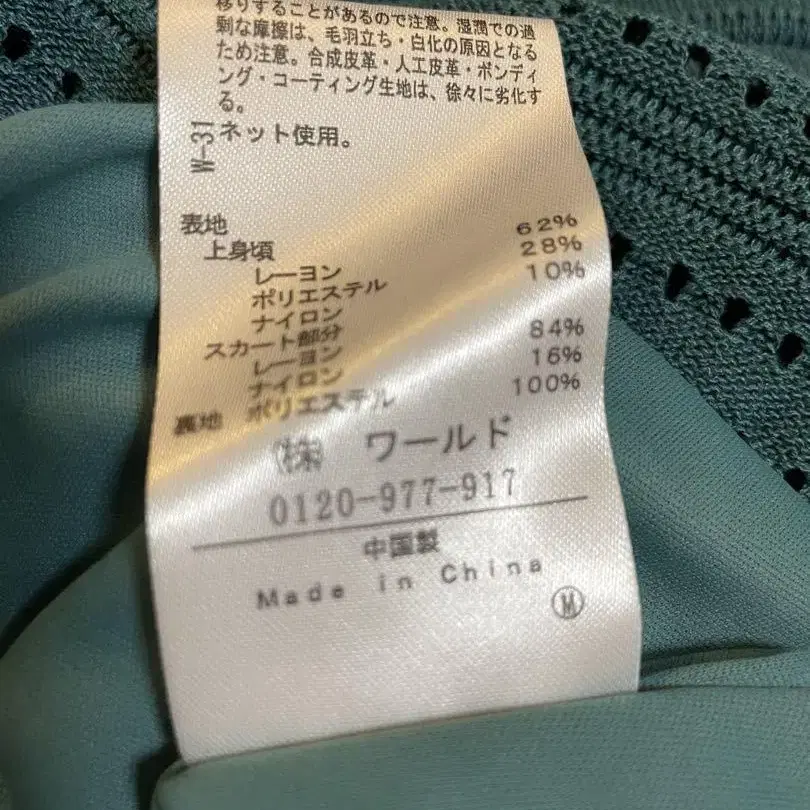 移りすることがあるので注意。湿潤での過
剰な摩擦は、毛羽立ち・白化の原因となる
ため注意。合成皮革・人工皮革・ボンディ
ング・コーティング生地は、徐々に劣化す
る。
W-31
ネット使用。
表地
上身頃
レーヨン 62%
ポリエステル 28%
ナイロン 10%
スカート部分
レーヨン 84%
ナイロン 16%
裏地 ポリエステル 100%
㈱ ワールド
0120-977-917
中国製
Made in China
Ⓜ